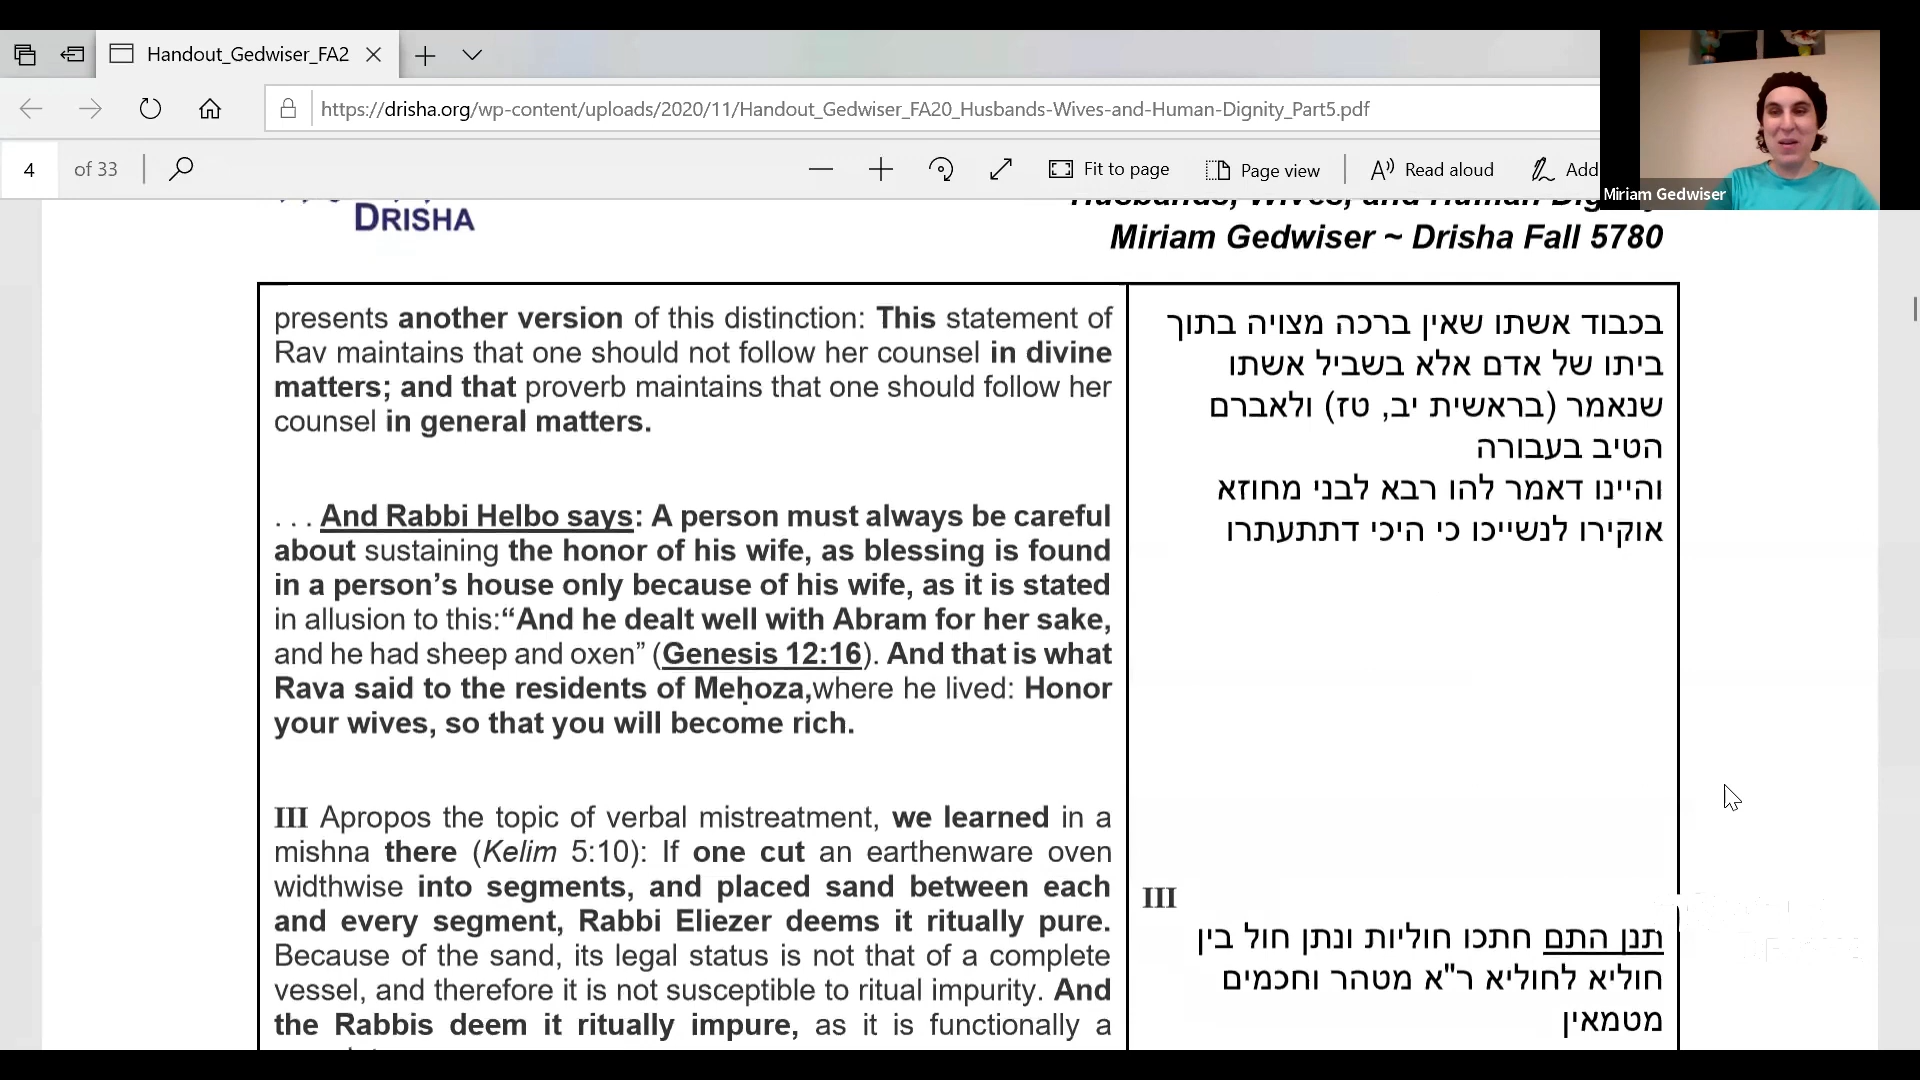 Handout_Gedwiser_FA2
https://drisha.org/wp-content/uploads/2020/11/Handout_Gedwiser_FA20_Husbands-Wives-and-Human-Dignity_Part5.pdf
4 of 33
Fit to page
Page view
Read aloud
Add
Miriam Gedwiser
DRISHA
Husbands, Wives, and Human
Miriam Gedwiser ~ Drisha Fall 5780
presents another version of this distinction: This statement of
Rav maintains that one should not follow her counsel in divine
matters; and that proverb maintains that one should follow her
counsel in general matters.
. . . And Rabbi Helbo says: A person must always be careful
about sustaining the honor of his wife, as blessing is found
in a person’s house only because of his wife, as it is stated
in allusion to this:“And he dealt well with Abram for her sake,
and he had sheep and oxen” (Genesis 12:16). And that is what
Rava said to the residents of Meḥoza,where he lived: Honor
your wives, so that you will become rich.
III Apropos the topic of verbal mistreatment, we learned in a
mishna there (Kelim 5:10): If one cut an earthenware oven
widthwise into segments, and placed sand between each
and every segment, Rabbi Eliezer deems it ritually pure.
Because of the sand, its legal status is not that of a complete
vessel, and therefore it is not susceptible to ritual impurity. And
the Rabbis deem it ritually impure, as it is functionally a
בכבוד אשתו שאין ברכה מצויה בתוך
ביתו של אדם אלא בשביל אשתו
שנאמר (בראשית יב, טז) ולאברם
הטיב בעבורה
והיינו דאמר להו רבא לבני מחוזא
אוקירו לנשייכו כי היכי דתתעתרו
III
תנן התם חתכו חוליות ונתן חול בין
חוליא לחוליא ר"א מטהר וחכמים
מטמאין